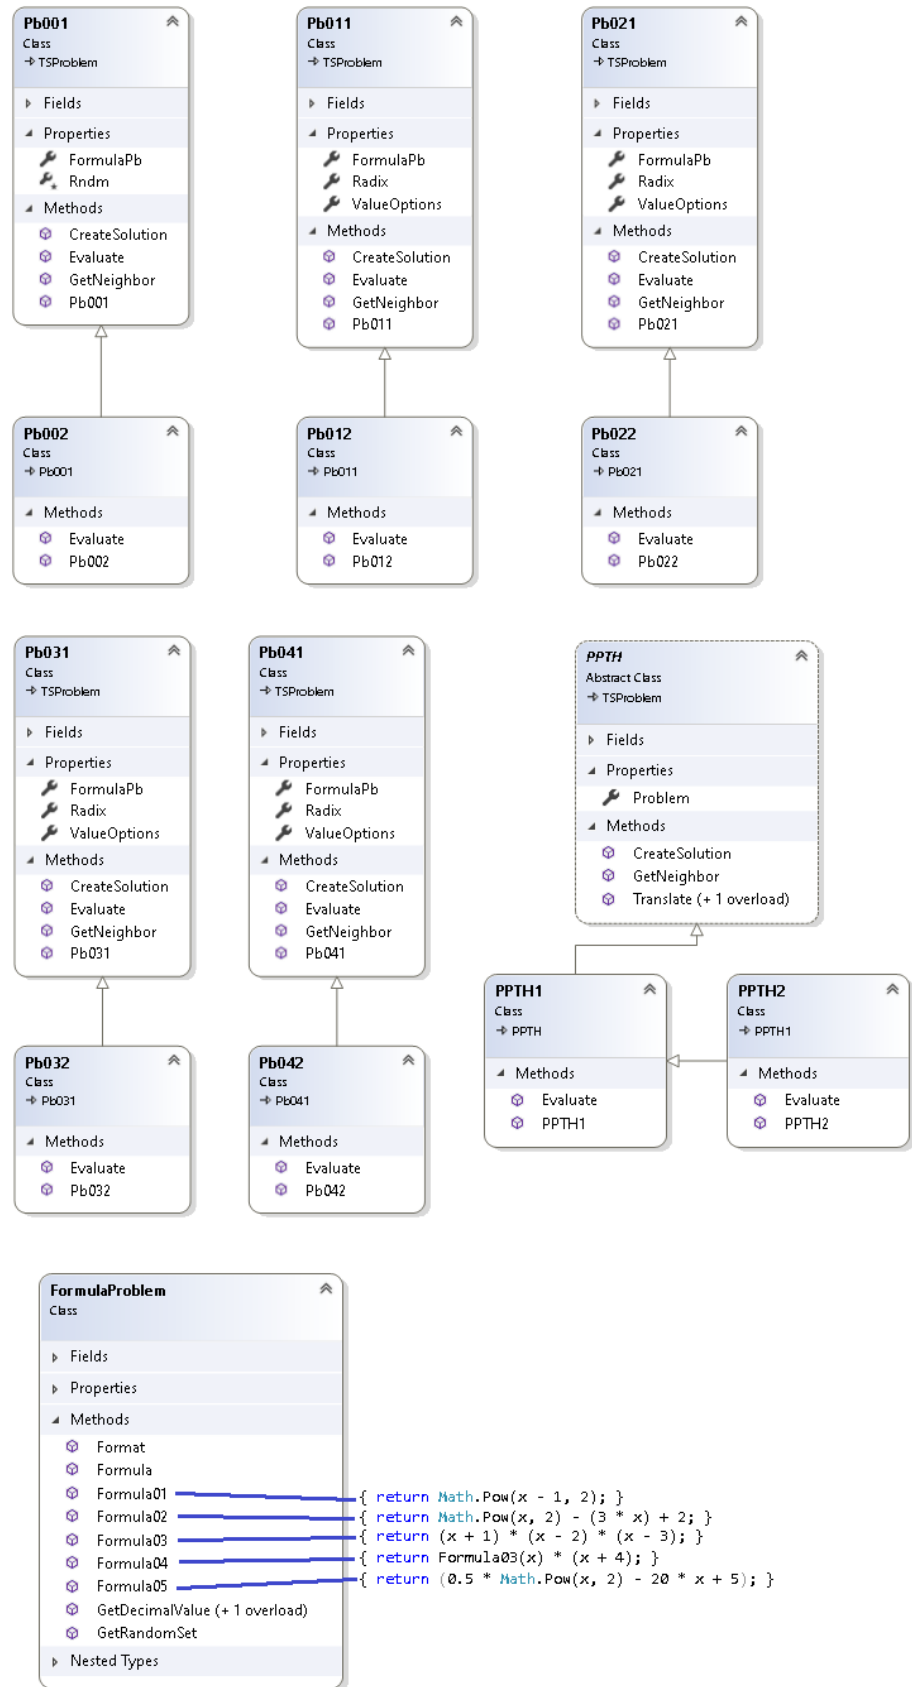 Pb001
Class
TSProblem
Fields
Properties
FormulaPb
Rndm
Methods
CreateSolution
Evaluate
GetNeighbor
Pb001
Pb011
Class
TSProblem
Fields
Properties
FormulaPb
Radix
ValueOptions
Methods
CreateSolution
Evaluate
GetNeighbor
Pb011
Pb021
Class
TSProblem
Fields
Properties
FormulaPb
Radix
ValueOptions
Methods
CreateSolution
Evaluate
GetNeighbor
Pb021
Pb002
Class
Pb001
Methods
Evaluate
Pb002
Pb012
Class
Pb011
Methods
Evaluate
Pb012
Pb022
Class
Pb021
Methods
Evaluate
Pb022
Pb031
Class
TSProblem
Fields
Properties
FormulaPb
Radix
ValueOptions
Methods
CreateSolution
Evaluate
GetNeighbor
Pb031
Pb041
Class
TSProblem
Fields
Properties
FormulaPb
Radix
ValueOptions
Methods
CreateSolution
Evaluate
GetNeighbor
Pb041
PPTH
Abstract Class
TSProblem
Fields
Properties
Problem
Methods
CreateSolution
GetNeighbor
Translate (+ 1 overload)
PPTH1
Class
PPTH
Methods
Evaluate
PPTH1
PPTH2
Class
PPTH1
Methods
Evaluate
PPTH2
Pb032
Class
Pb031
Methods
Evaluate
Pb032
Pb042
Class
Pb041
Methods
Evaluate
Pb042
FormulaProblem
Class
Fields
Properties
Methods
Format
Formula
Formula01 { return Math.Pow(x - 1, 2); }
Formula02 { return Math.Pow(x, 2) - (3 * x) + 2; }
Formula03 { return (x + 1) * (x - 2) * (x - 3); }
Formula04 { return Formula03(x) * (x + 4); }
Formula05 { return (0.5 * Math.Pow(x, 2) - 20 * x + 5); }
GetDecimalValue (+ 1 overload)
GetRandomSet
Nested Types